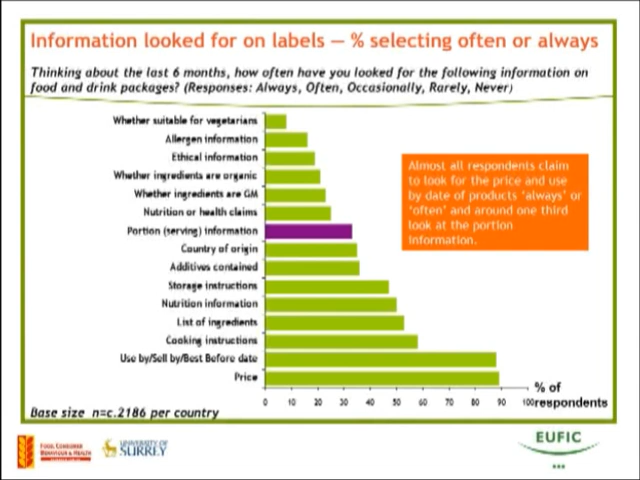 Information looked for on labels – % selecting often or always
Thinking about the last 6 months, how often have you looked for the following information on
food and drink packages? (Responses: Always, Often, Occasionally, Rarely, Never)
Whether suitable for vegetarians
Allergen information
Ethical information
Whether ingredients are organic
Whether ingredients are GM
Nutrition or health claims
Portion (serving) information
Country of origin
Additives contained
Storage instructions
Nutrition information
List of ingredients
Cooking instructions
Use by/Sell by/Best Before date
Price
Almost all respondents claim
to look for the price and use
by date of products 'always' or
'often' and around one third
look at the portion
information.
0 10 20 30 40 50 60 70 80 90 100
% of
respondents
Base size n=c.2186 per country
FOOD CONSUMER
BEHAVIOUR & HEALTH
UNIVERSITY OF
SURREY
EUFIC